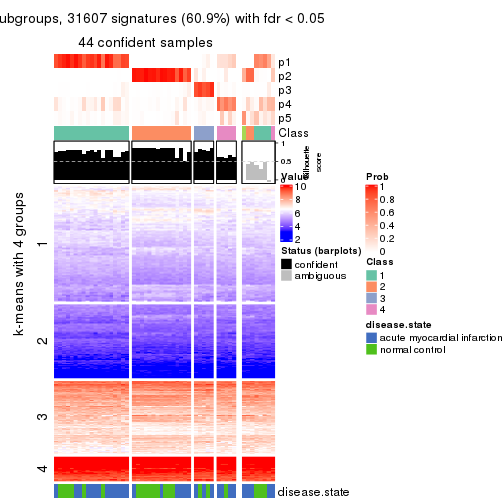 ubgroups, 31607 signatures (60.9%) with fdr < 0.05
44 confident samples
p1
p2
p3
p4
p5
Class
1
0.5
0
Silhouette
score
k-means with 4 groups
1
2
3
4
disease.state
Value
10
8
6
4
2
Status (barplots)
confident
ambiguous
Prob
1
0.8
0.6
0.4
0.2
0
Class
1
2
3
4
disease.state
acute myocardial infarction
normal control